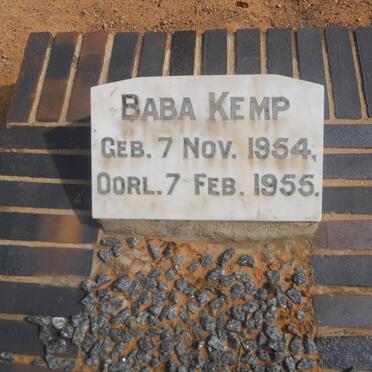 BABA KEMP
GEB. 7 NOV. 1954.
OORL. 7 FEB. 1955.